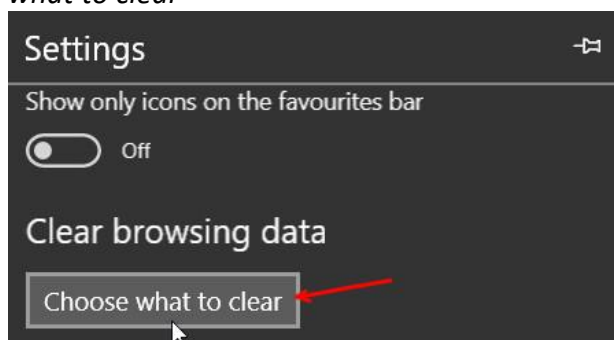 what to clear
Settings
Show only icons on the favourites bar
Off
Clear browsing data
Choose what to clear